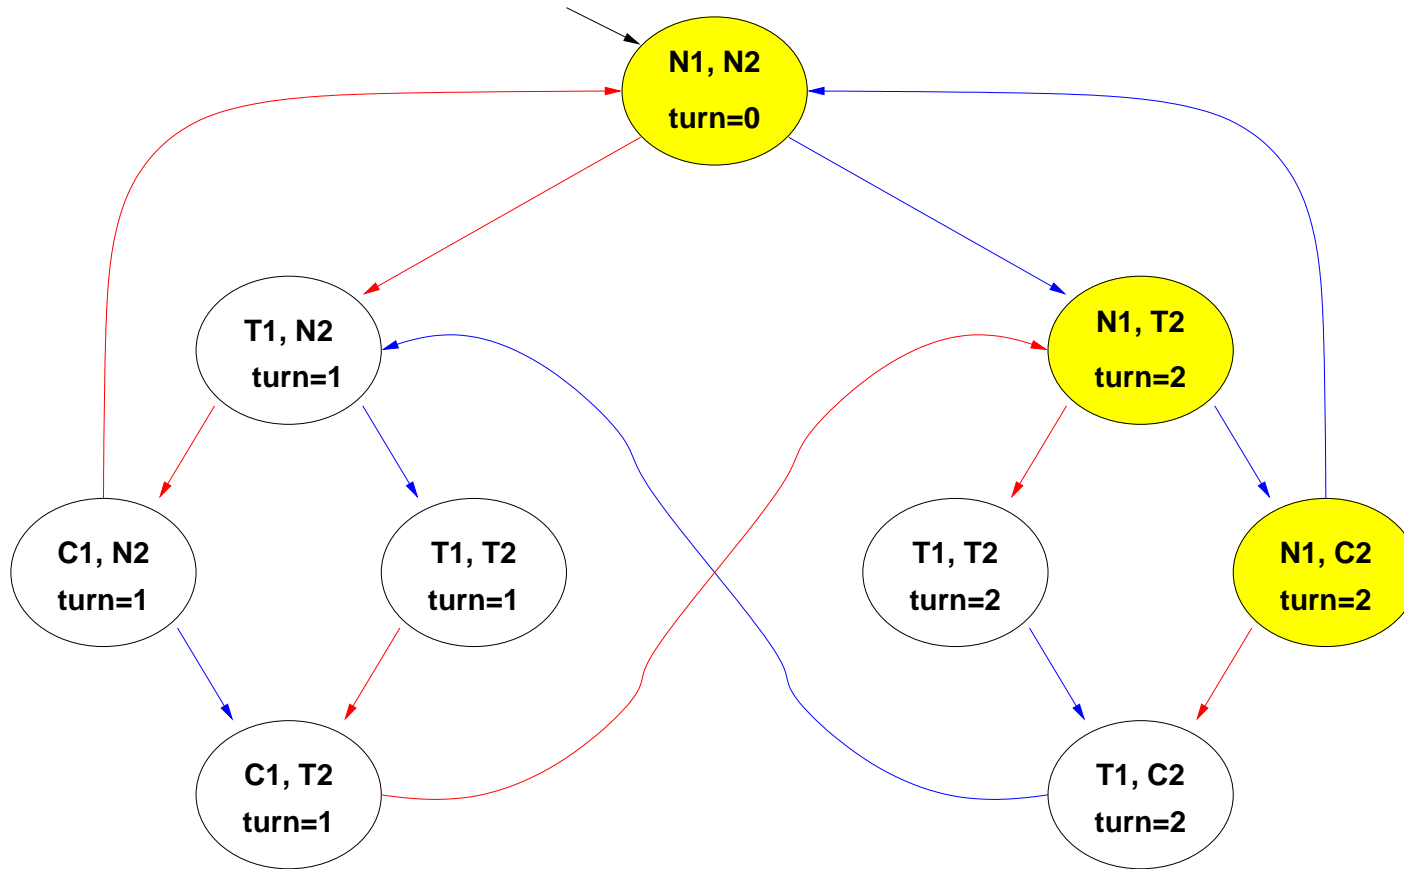 N1, N2
turn=0
T1, N2
turn=1
N1, T2
turn=2
C1, N2
turn=1
T1, T2
turn=1
T1, T2
turn=2
N1, C2
turn=2
C1, T2
turn=1
T1, C2
turn=2